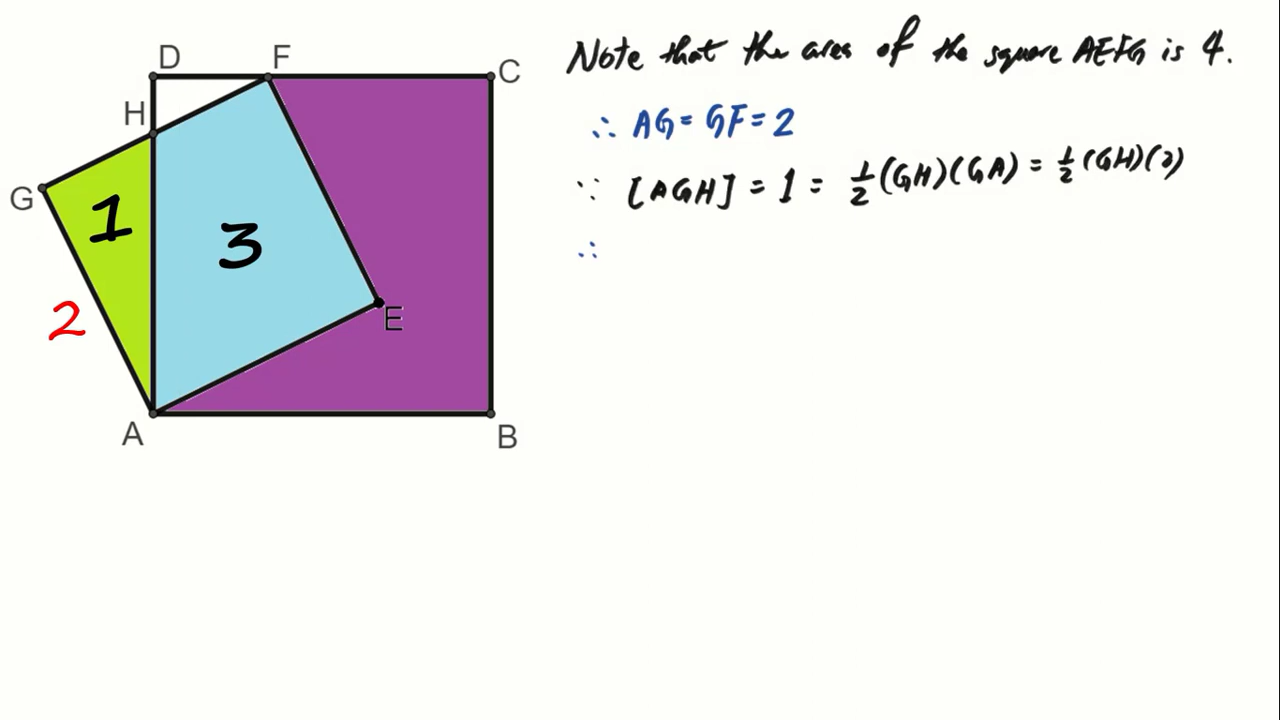 D F C
H
G
1
3
2
E
A B
Note that the area of the square AEFG is 4.
∴ AG = GF = 2
∵ [AGH] = 1 = 1/2 (GH)(GA) = 1/2 (GH)(2)
∴